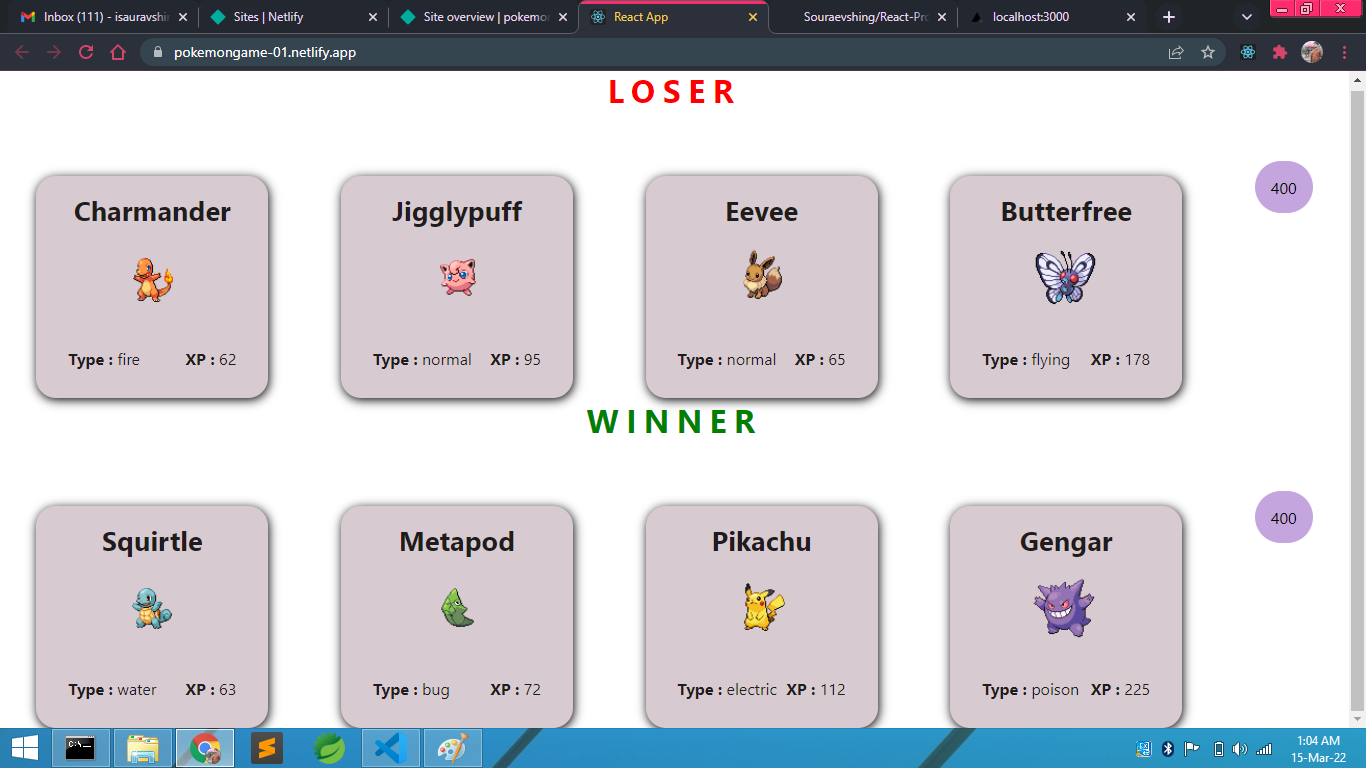 Inbox (111) - isauravshin
Sites | Netlify
Site overview | pokemo
React App
Souraevshing/React-Pro
localhost:3000
pokemongame-01.netlify.app
L O S E R
Charmander
Jigglypuff
Eevee
Butterfree
400
Type : fire XP : 62
Type : normal XP : 95
Type : normal XP : 65
Type : flying XP : 178
W I N N E R
Squirtle
Metapod
Pikachu
Gengar
400
Type : water XP : 63
Type : bug XP : 72
Type : electric XP : 112
Type : poison XP : 225
1:04 AM
15-Mar-22